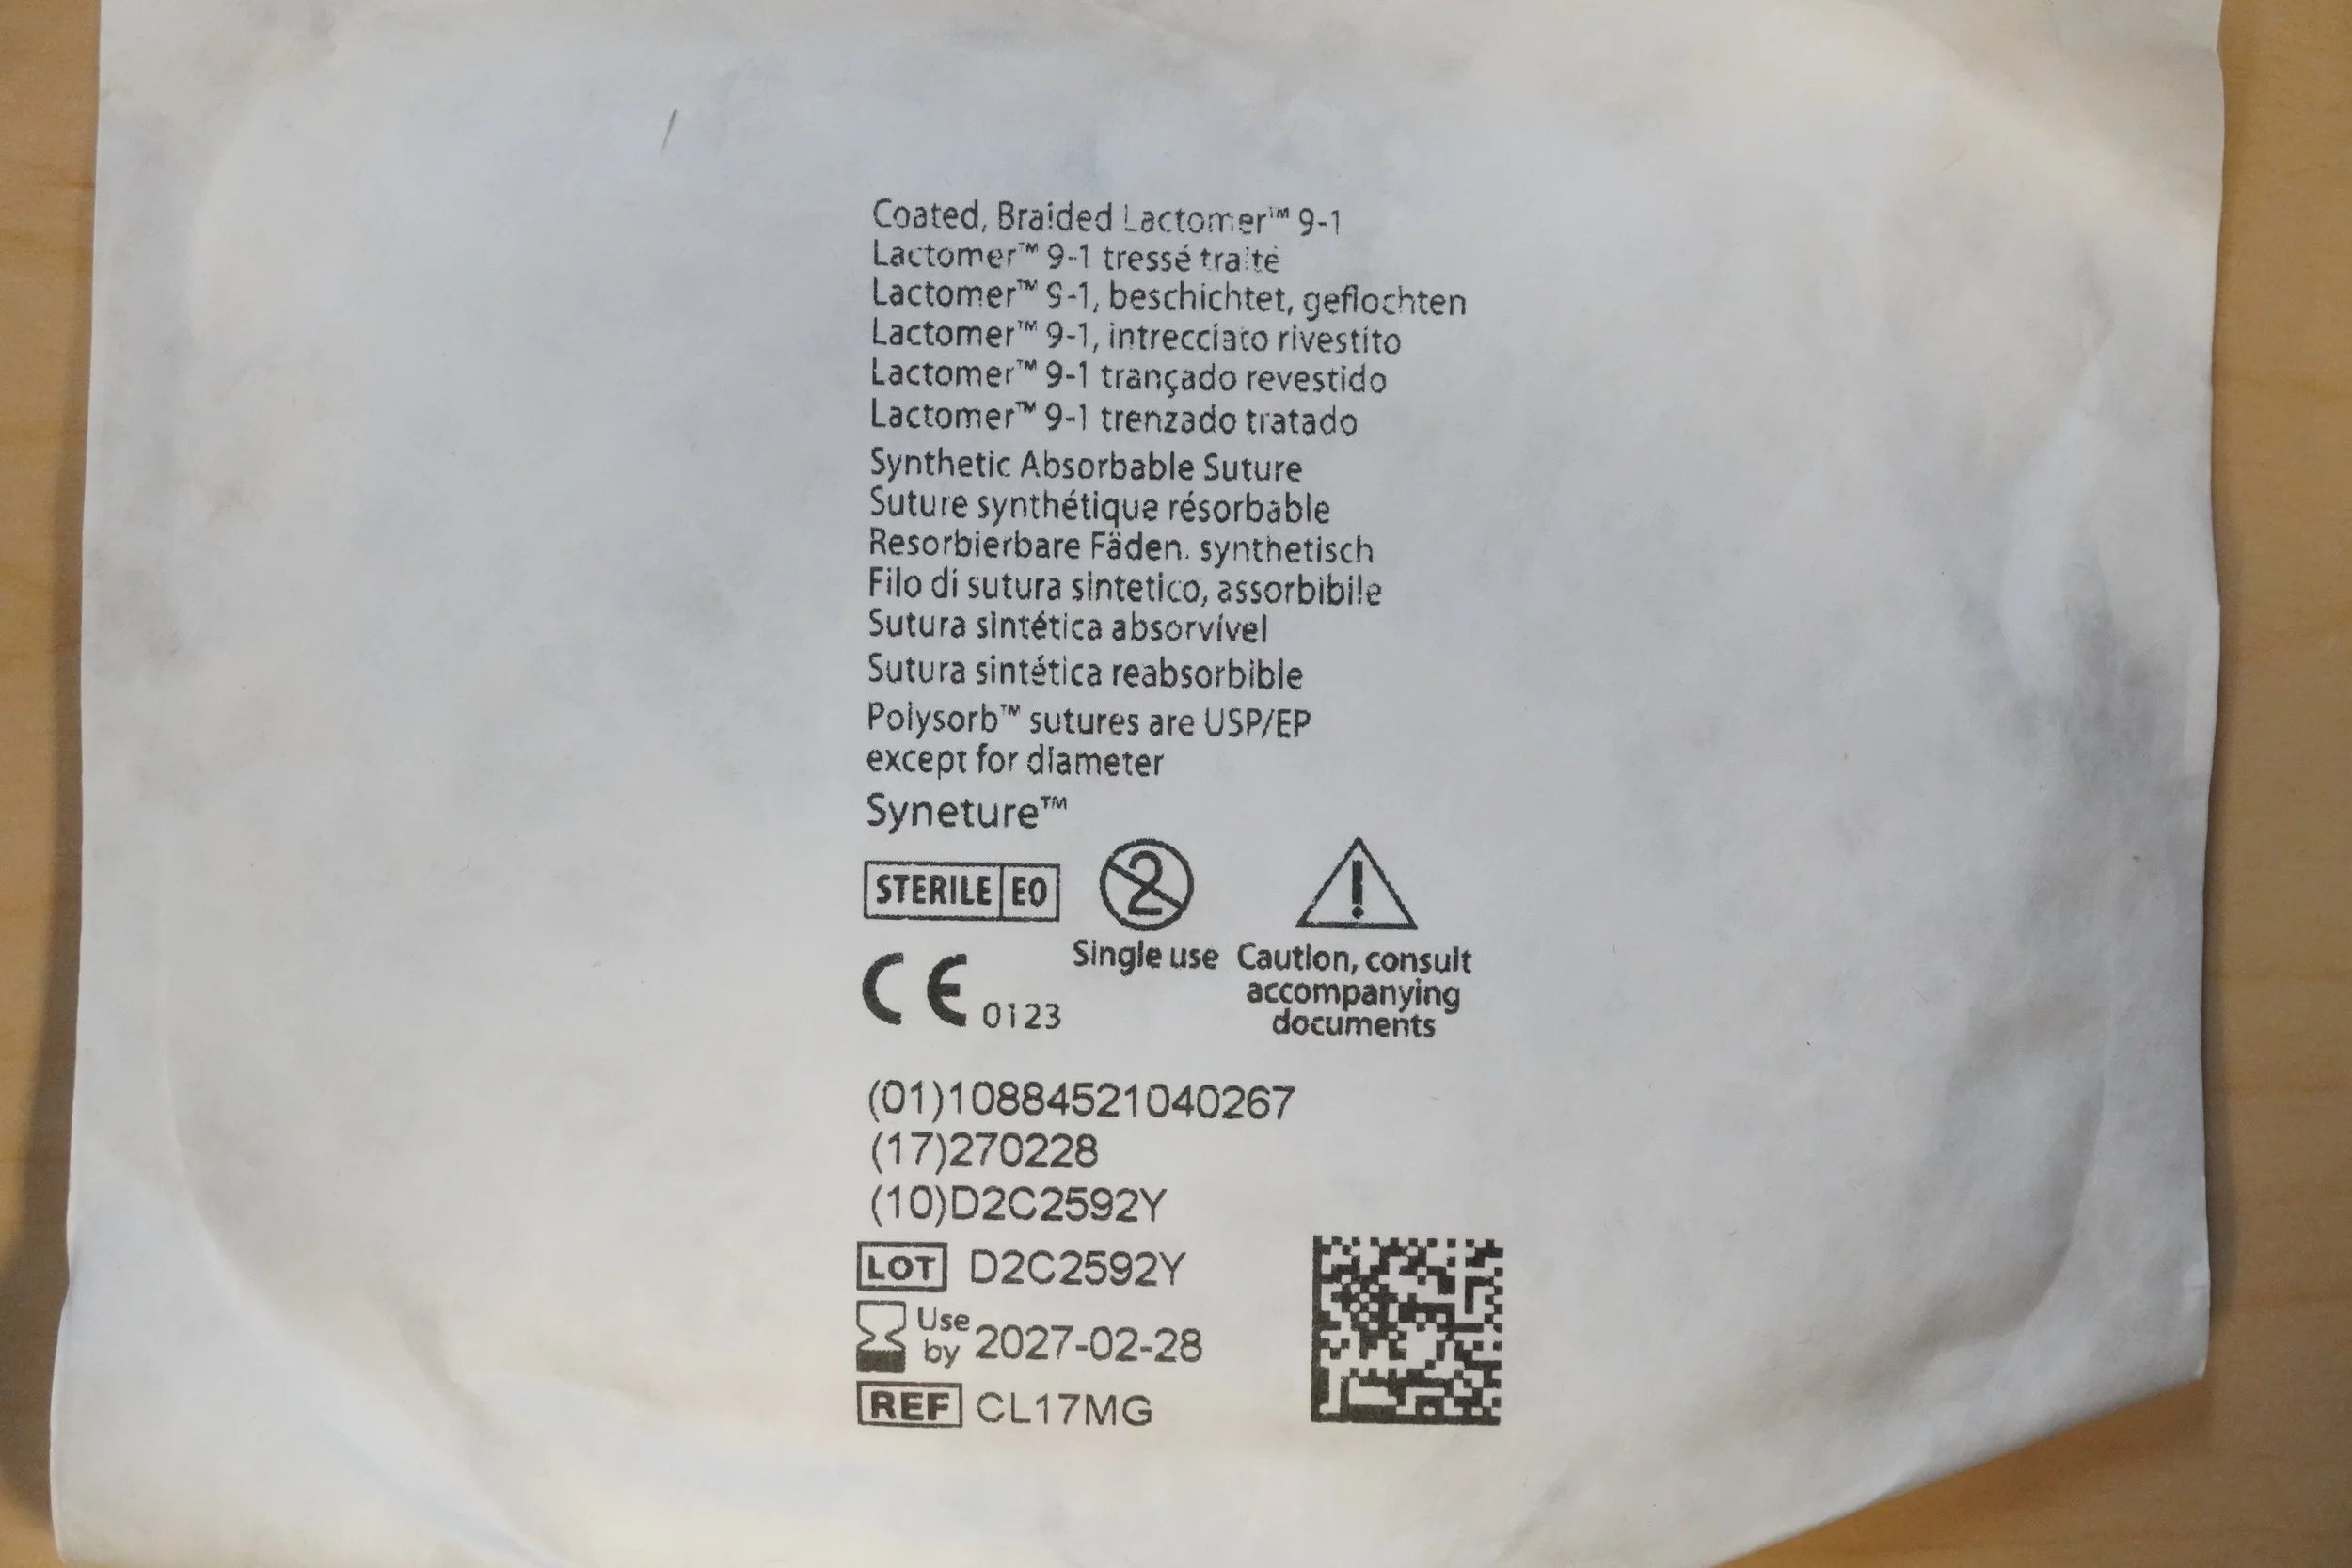 Coated, Braided Lactomer™ 9-1
Lactomer™ 9-1 tressé traité
Lactomer™ 9-1, beschichtet, geflochten
Lactomer™ 9-1, intrecciato rivestito
Lactomer™ 9-1 trançado revestido
Lactomer™ 9-1 trenzado tratado
Synthetic Absorbable Suture
Suture synthétique résorbable
Resorbierbare Fäden. synthetisch
Filo di sutura sintetico, assorbibile
Sutura sintética absorvível
Sutura sintética reabsorbible
Polysorb™ sutures are USP/EP
except for diameter
Syneture™
STERILE EO
2
Single use
!
Caution, consult
accompanying
documents
CE 0123
(01)10884521040267
(17)270228
(10)D2C2592Y
LOT D2C2592Y
Use
by 2027-02-28
REF CL17MG